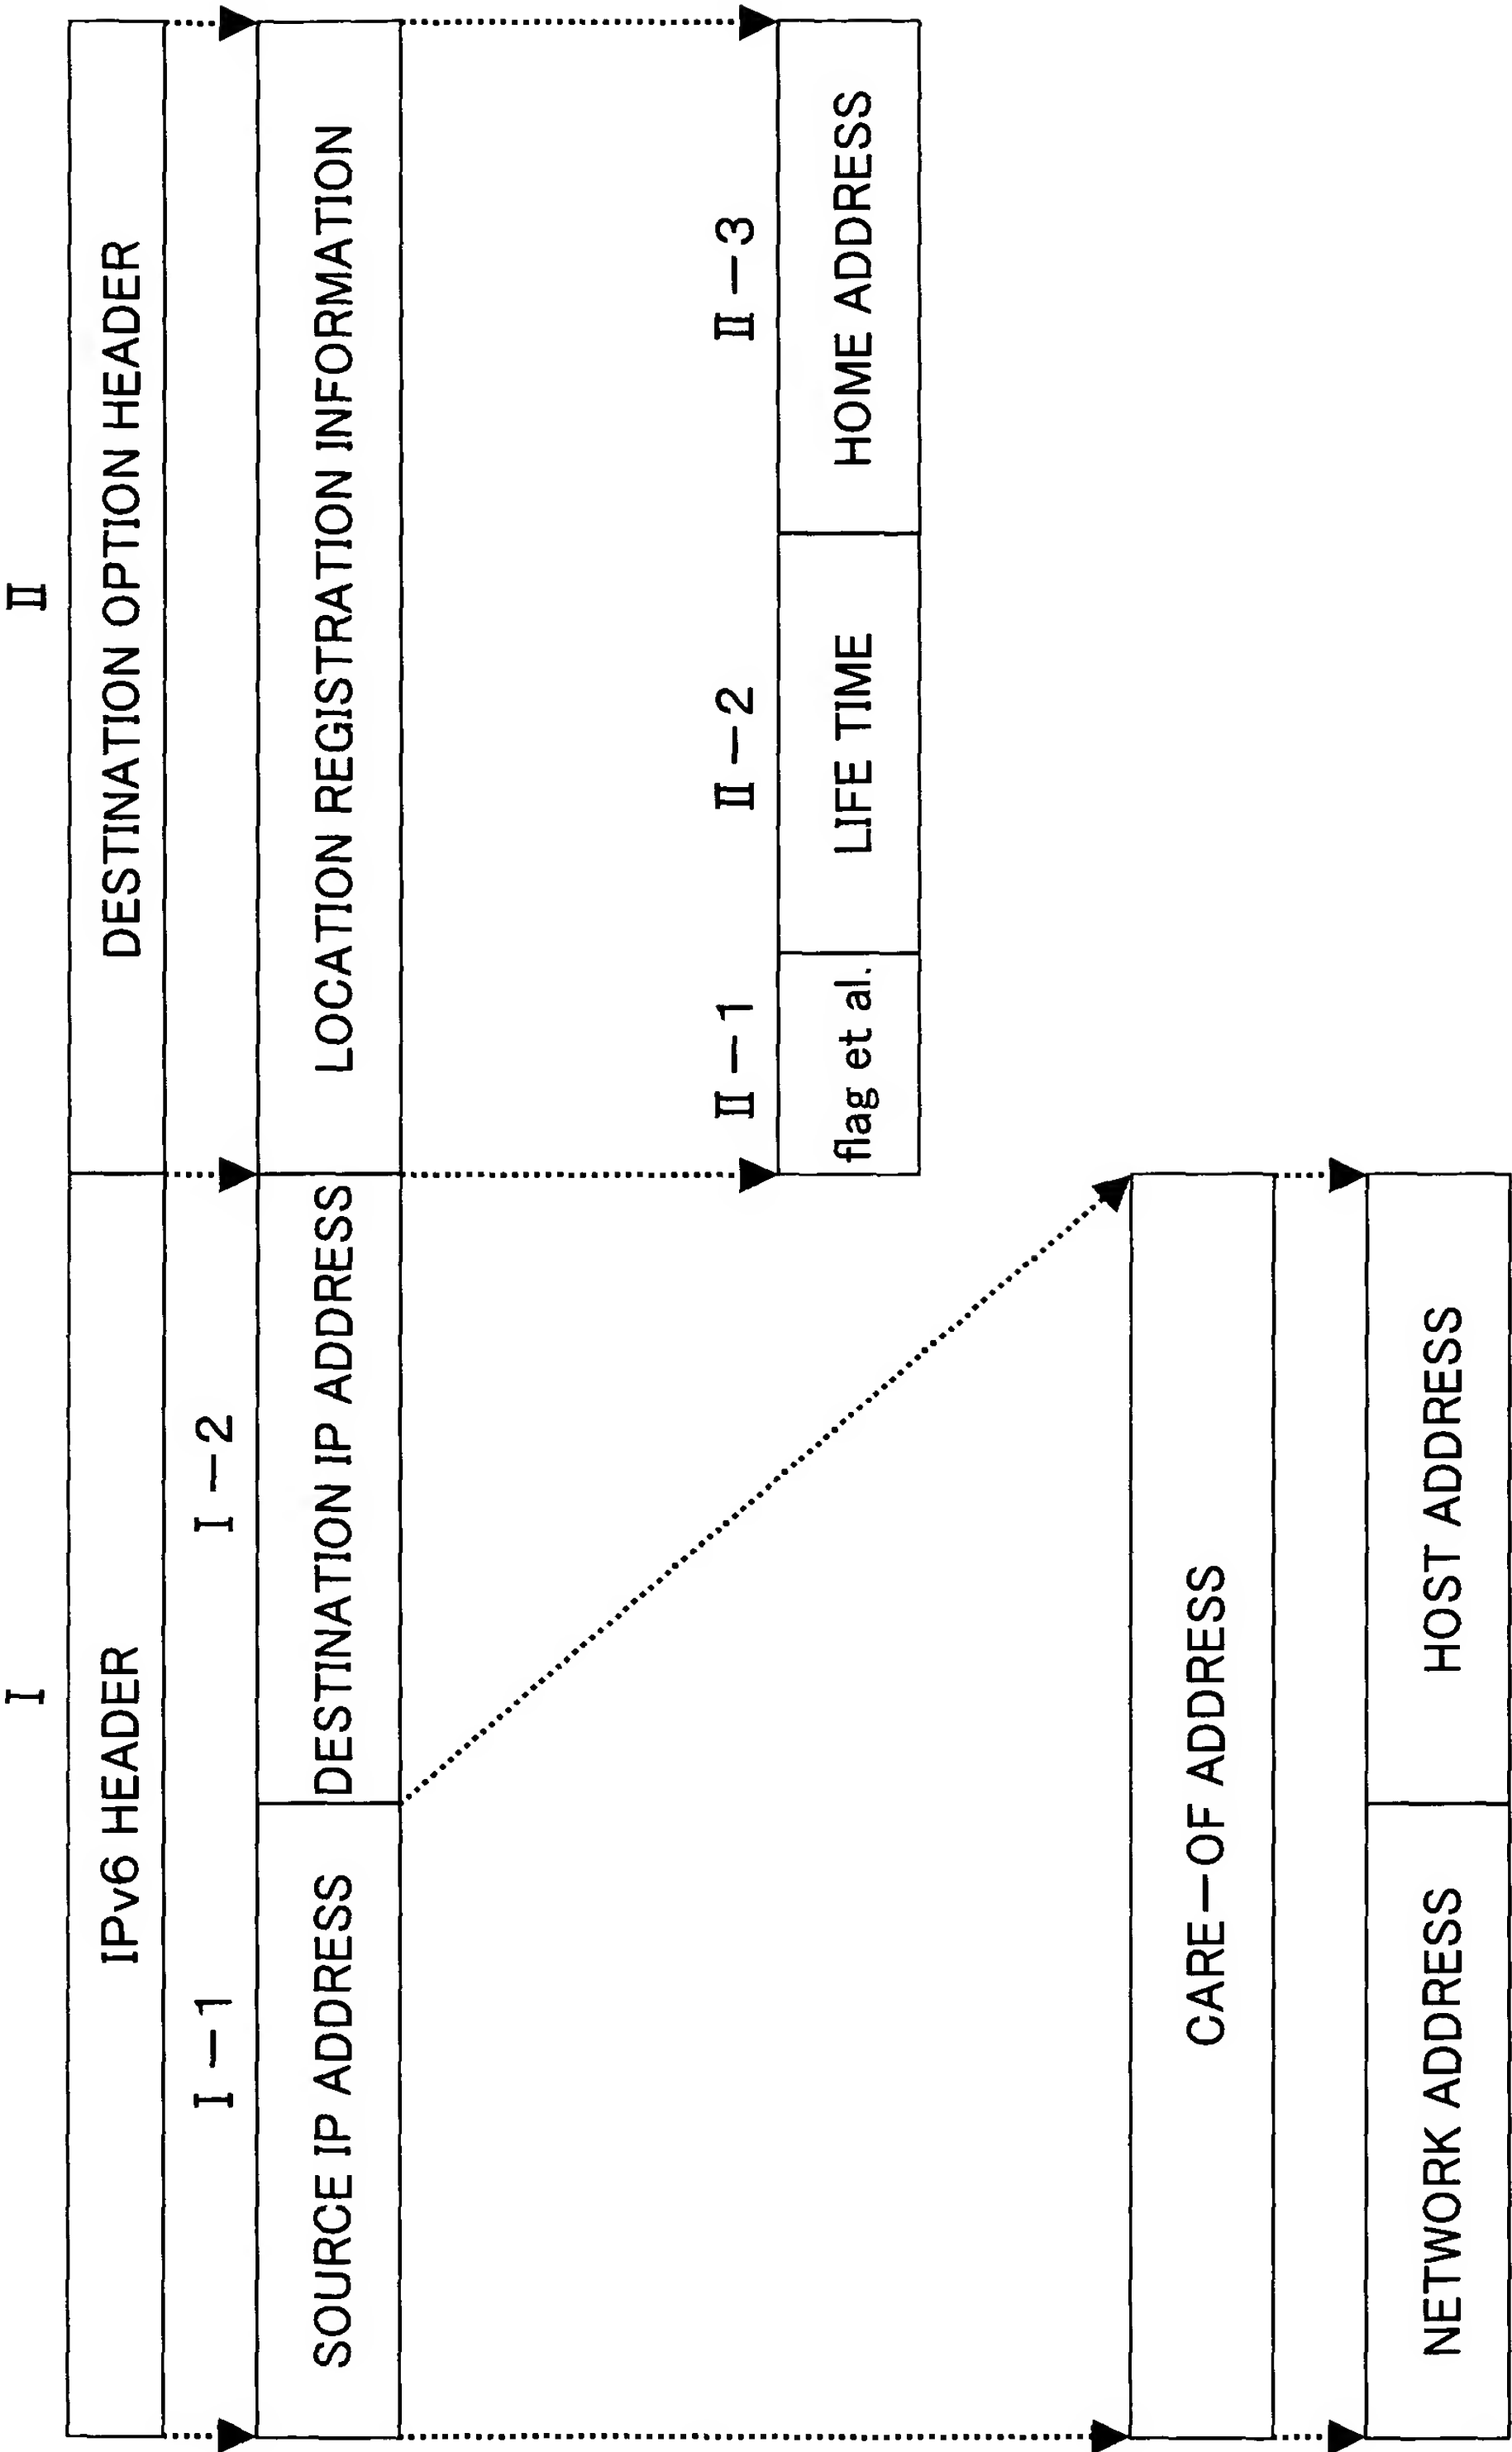 I
II
IPv6 HEADER
DESTINATION OPTION HEADER
I−1
I−2
SOURCE IP ADDRESS
DESTINATION IP ADDRESS
LOCATION REGISTRATION INFORMATION
II−1
II−2
II−3
flag et al.
LIFE TIME
HOME ADDRESS
CARE−OF ADDRESS
NETWORK ADDRESS
HOST ADDRESS